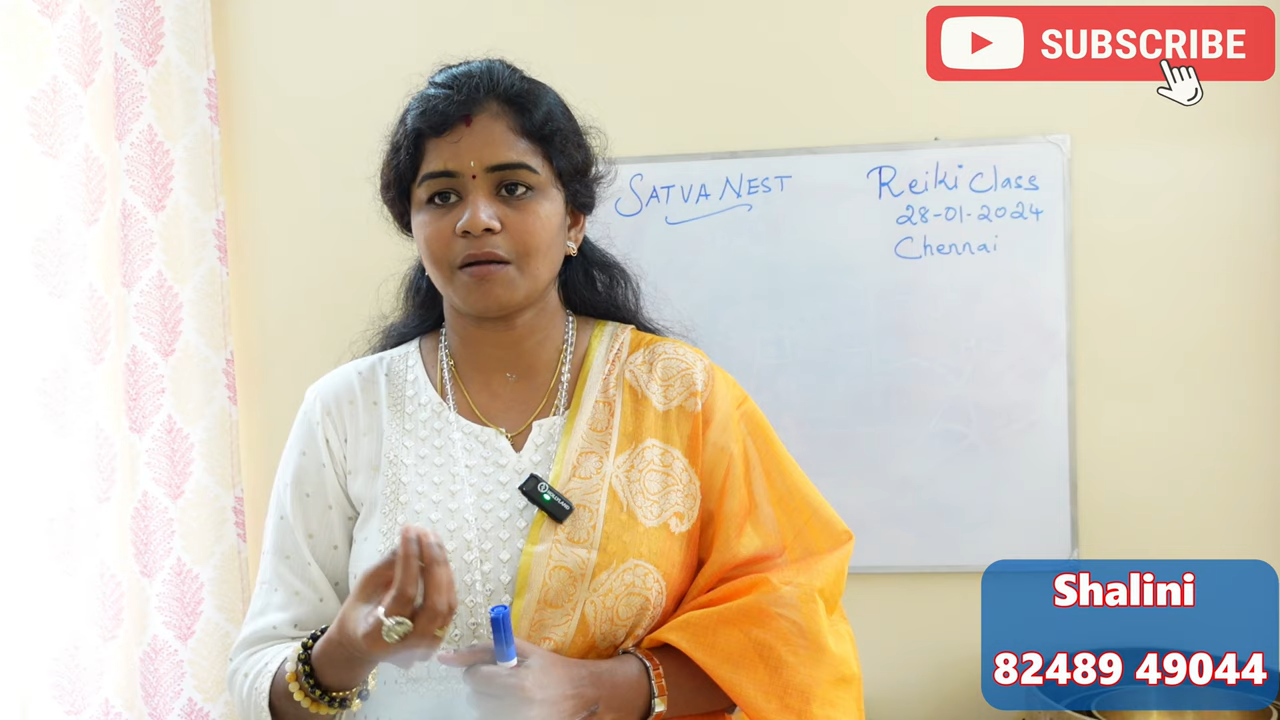 SUBSCRIBE
SATVA NEST
Reiki Class
28-01-2024
Chennai
Shalini
82489 49044